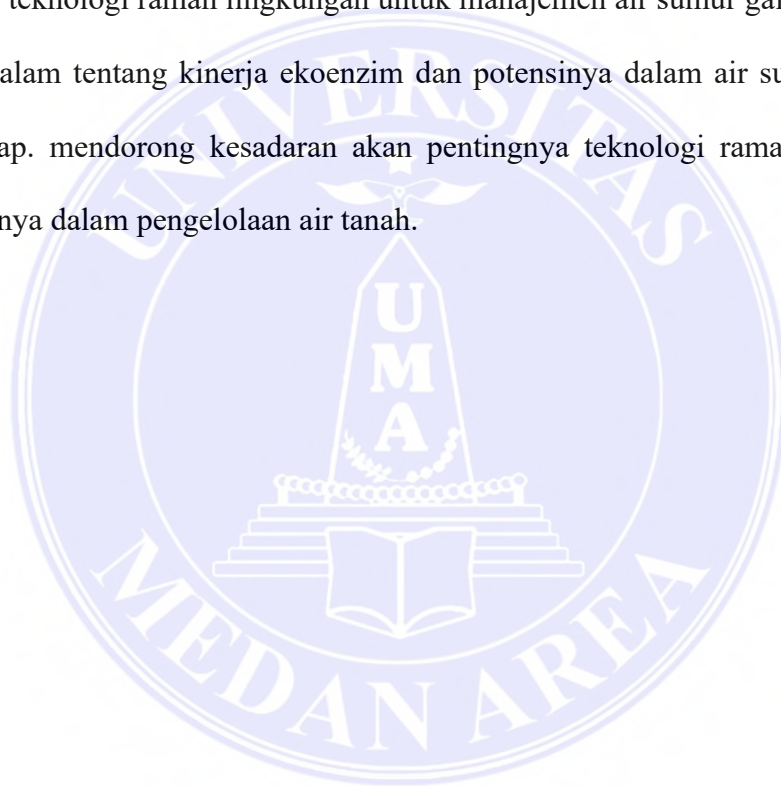 teknologi ramah lingkungan untuk manajemen air sumur
alam tentang kinerja ekoenzim dan potensinya dalam air su
ap. mendorong kesadaran akan pentingnya teknologi rama
nya dalam pengelolaan air tanah.
UNIVERSITAS
U
M
A
MEDAN AREA